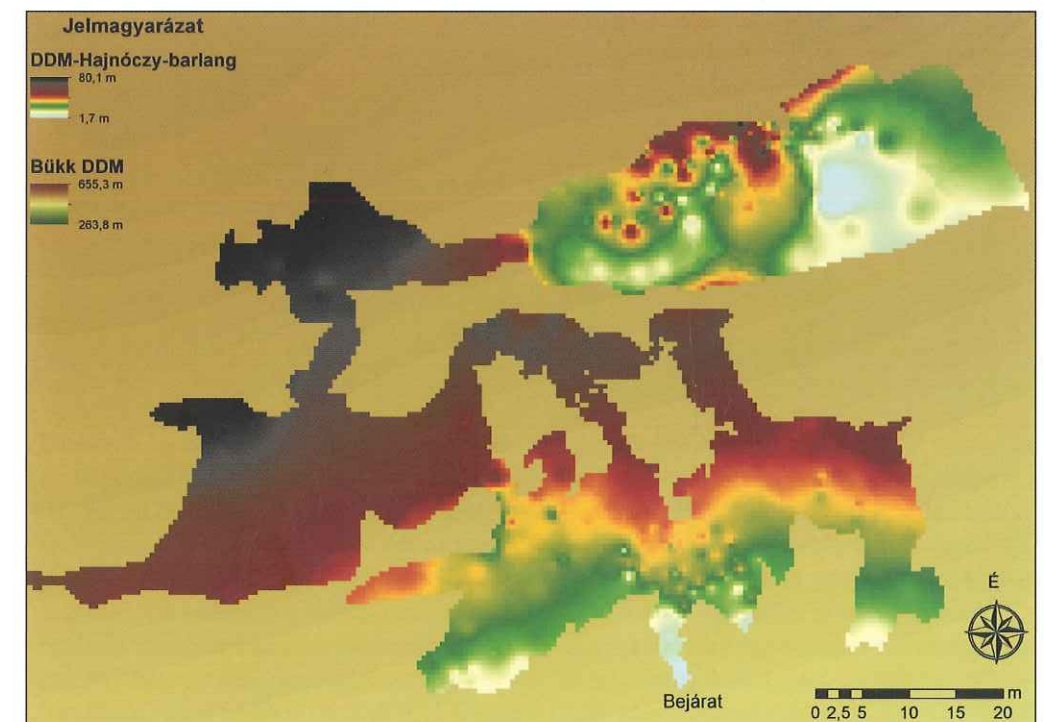 Jelmagyarázat
DDM-Hajnóczy-barlang
80,1 m
1,7 m
Bükk DDM
655,3 m
263,8 m
É
Bejárat
m
0 2,5 5 10 15 20